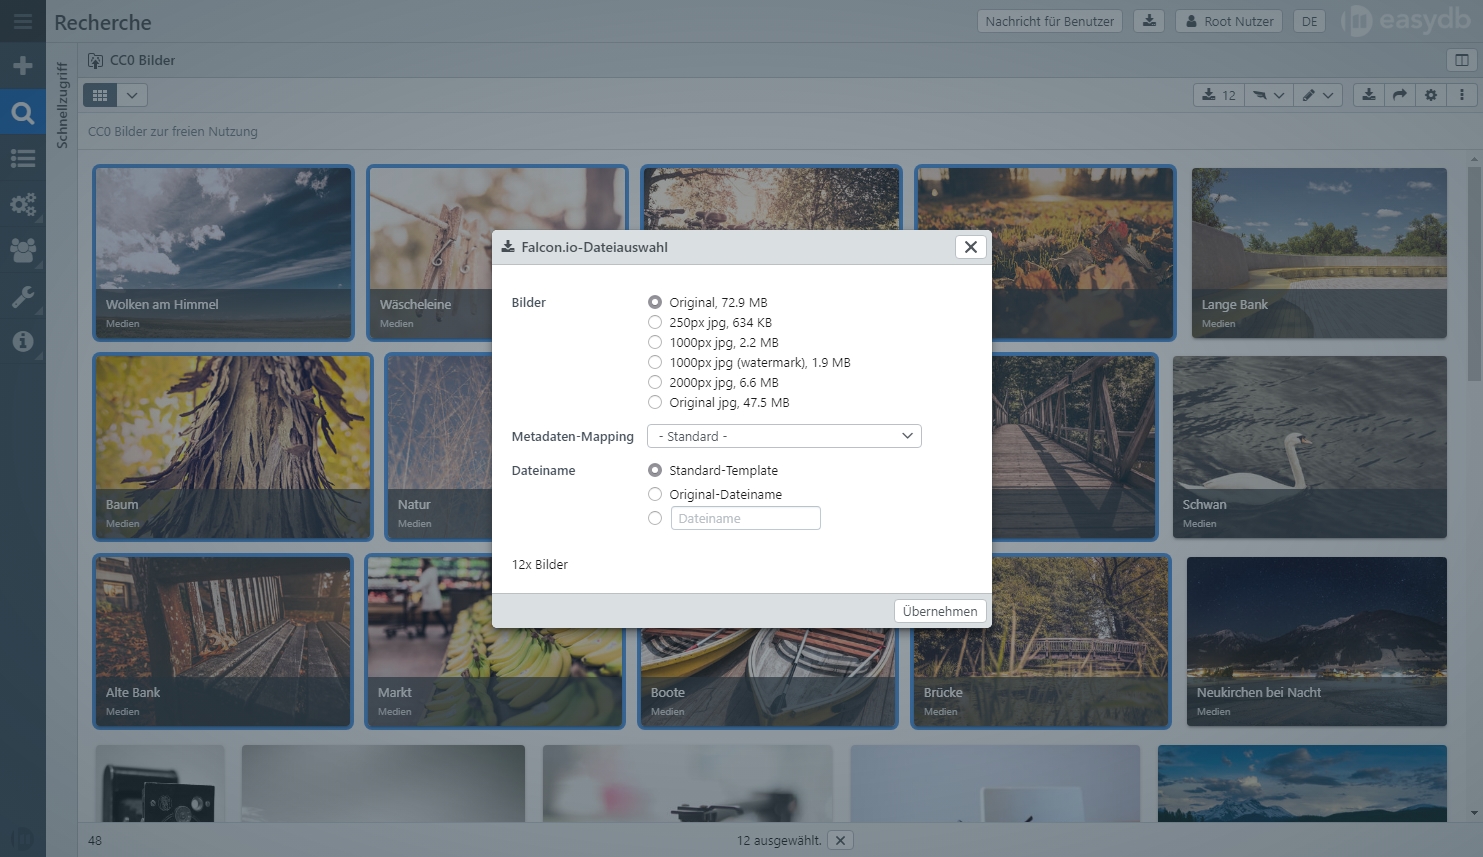 Recherche
Nachricht für Benutzer
Root Nutzer
DE
easydb
Schnellzugriff
CC0 Bilder
12
CC0 Bilder zur freien Nutzung
Wolken am Himmel
Medien
Wäscheleine
Medien
Lange Bank
Medien
Falcon.io-Dateiauswahl
Bilder
Original, 72.9 MB
250px jpg, 634 KB
1000px jpg, 2.2 MB
1000px jpg (watermark), 1.9 MB
2000px jpg, 6.6 MB
Original jpg, 47.5 MB
Metadaten-Mapping
- Standard -
Dateiname
Standard-Template
Original-Dateiname
Dateiname
12x Bilder
Übernehmen
Baum
Medien
Natur
Medien
Schwan
Medien
Alte Bank
Medien
Markt
Medien
Boote
Medien
Brücke
Medien
Neukirchen bei Nacht
Medien
48
12 ausgewählt.